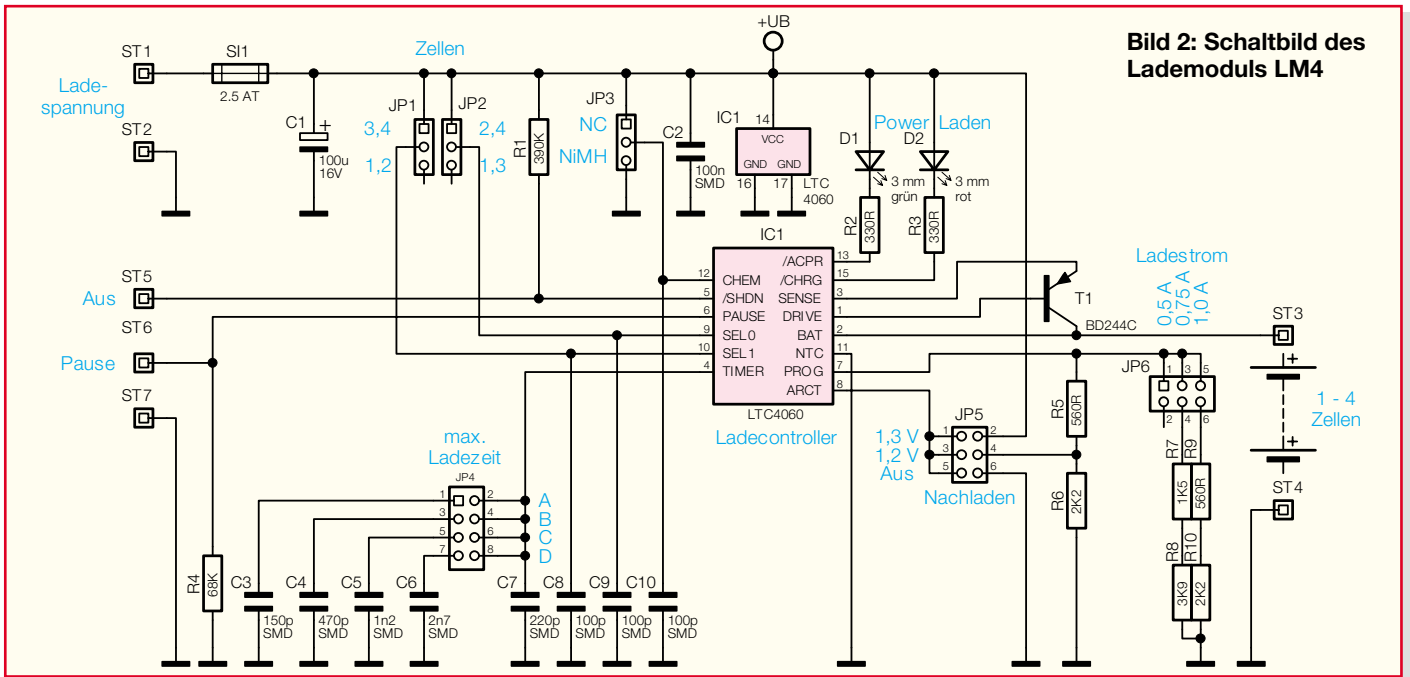 Bild 2: Schaltbild des
Lademoduls LM4
+UB
ST1
SI1
2.5 AT
Lade-
spannung
ST2
C1
+
100u
16V
Zellen
JP1
JP2
3,4
2,4
1,2
1,3
R1
390K
JP3
NC
NiMH
C2
100n
SMD
IC1
14
VCC
GND
GND
16
17
LTC
4060
Power
Laden
D1
D2
3 mm
grün
3 mm
rot
R2
330R
R3
330R
IC1
12
CHEM
5
/SHDN
6
PAUSE
9
SEL0
10
SEL1
4
TIMER
/ACPR
13
/CHRG
15
SENSE
3
DRIVE
1
BAT
2
NTC
11
PROG
7
ARCT
8
LTC4060
Ladecontroller
T1
BD244C
Ladestrom
0,5 A
0,75 A
1,0 A
ST3
+
+
1 - 4
Zellen
ST4
ST5
Aus
ST6
Pause
ST7
max.
Ladezeit
JP4
1
2
A
3
4
B
5
6
C
7
8
D
JP5
1,3 V
1
2
1,2 V
3
4
Aus
5
6
Nachladen
R5
560R
R6
2K2
JP6
1
3
5
2
4
6
R7
1K5
R9
560R
R8
3K9
R10
2K2
R4
68K
C3
150p
SMD
C4
470p
SMD
C5
1n2
SMD
C6
2n7
SMD
C7
220p
SMD
C8
100p
SMD
C9
100p
SMD
C10
100p
SMD